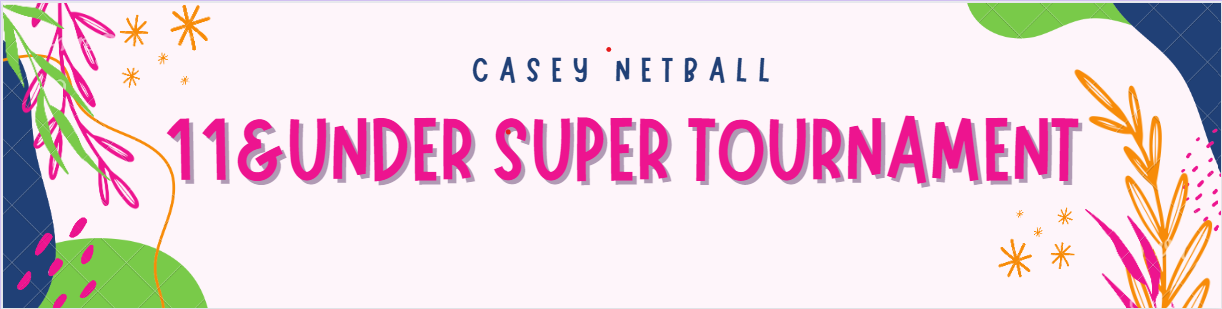 CASEY NETBALL
11&UNDER SUPER TOURNAMENT